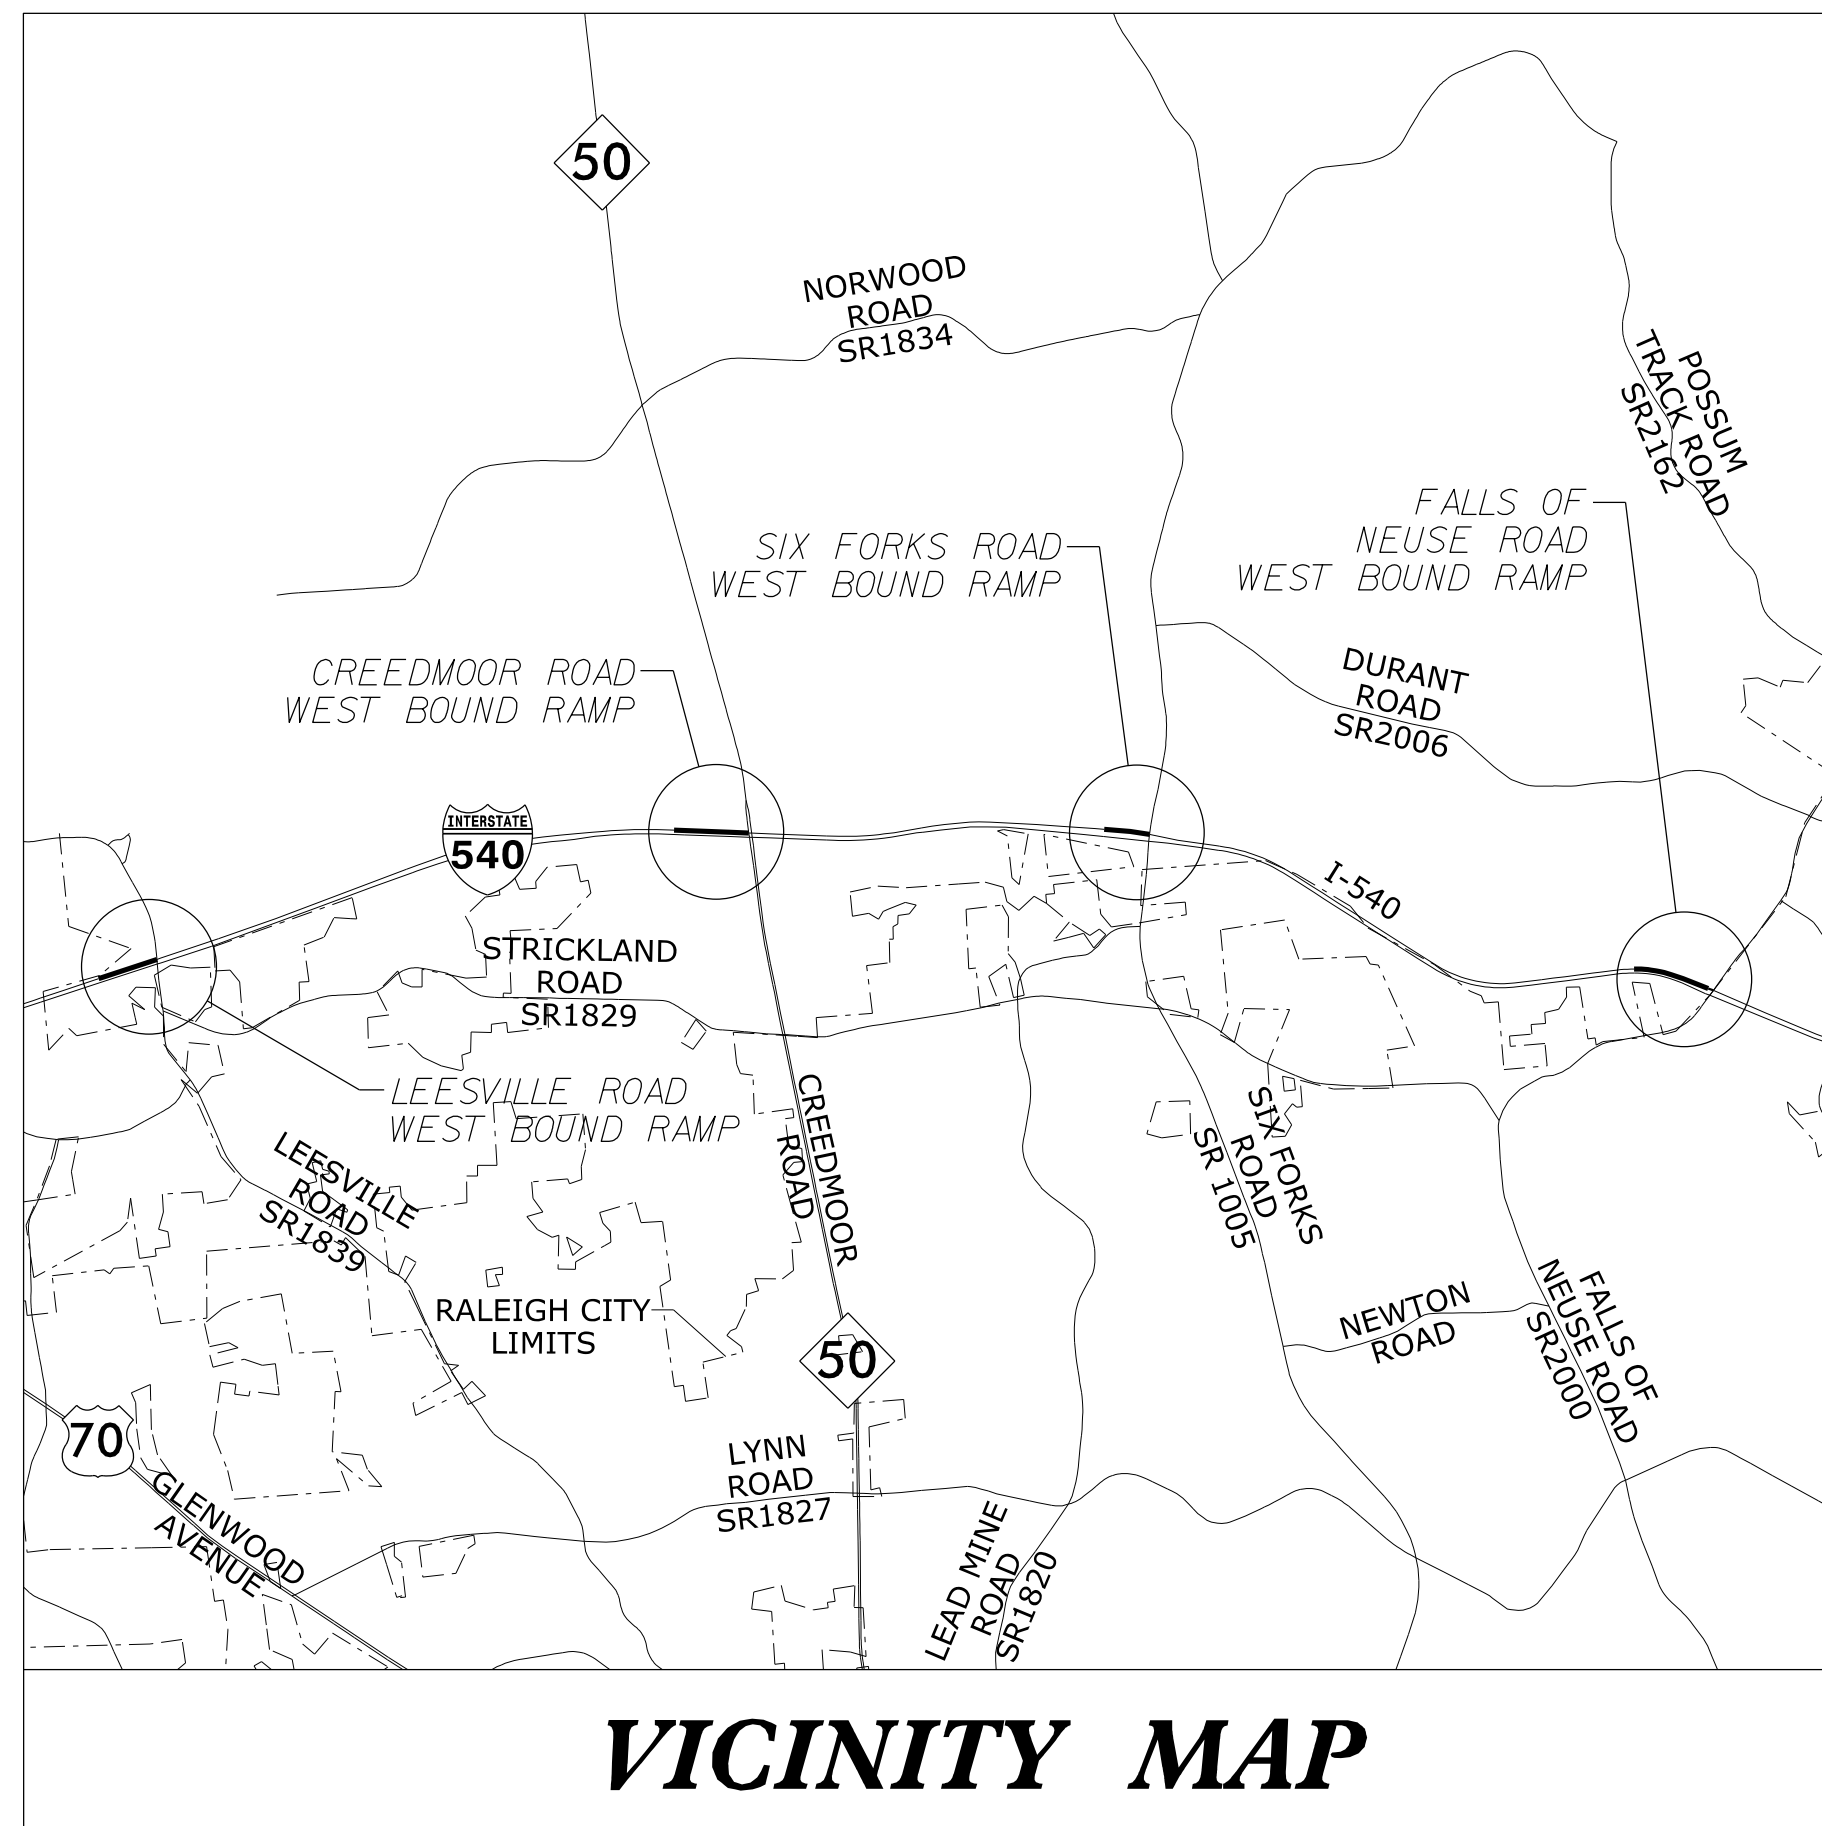 50
NORWOOD
ROAD
SR1834
POSSUM
TRACK ROAD
SR2162
FALLS OF
NEUSE ROAD
WEST BOUND RAMP
SIX FORKS ROAD
WEST BOUND RAMP
CREEDMOOR ROAD
WEST BOUND RAMP
DURANT
ROAD
SR2006
INTERSTATE
540
I-540
STRICKLAND
ROAD
SR1829
LEESVILLE ROAD
WEST BOUND RAMP
CREEDMOOR
ROAD
SIX FORKS
ROAD
SR 1005
LEESVILLE
ROAD
SR1839
RALEIGH CITY
LIMITS
50
NEWTON
ROAD
FALLS OF
NEUSE ROAD
SR2000
70
GLENWOOD
AVENUE
LYNN
ROAD
SR1827
LEAD MINE
ROAD
SR1820
VICINITY MAP